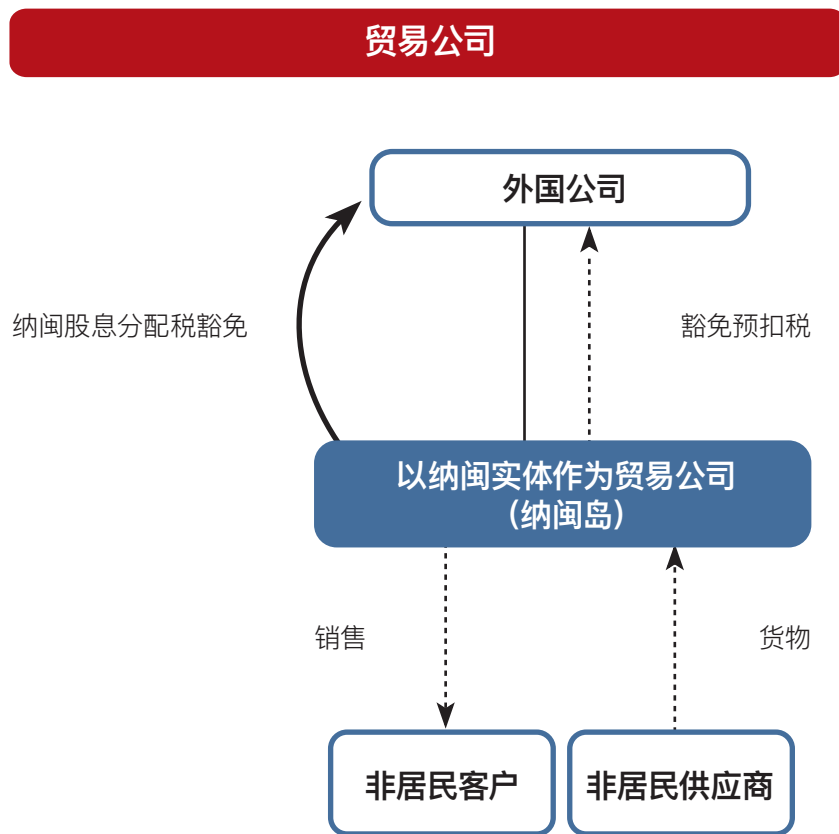 贸易公司
外国公司
纳闽股息分配税豁免
豁免预扣税
以纳闽实体作为贸易公司
（纳闽岛）
销售
货物
非居民客户
非居民供应商